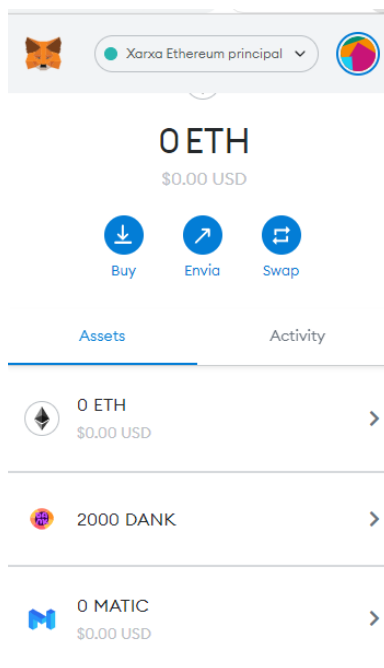 Xarxa Ethereum principal
0 ETH
$0.00 USD
Buy
Envia
Swap
Assets
Activity
0 ETH
$0.00 USD
2000 DANK
0 MATIC
$0.00 USD